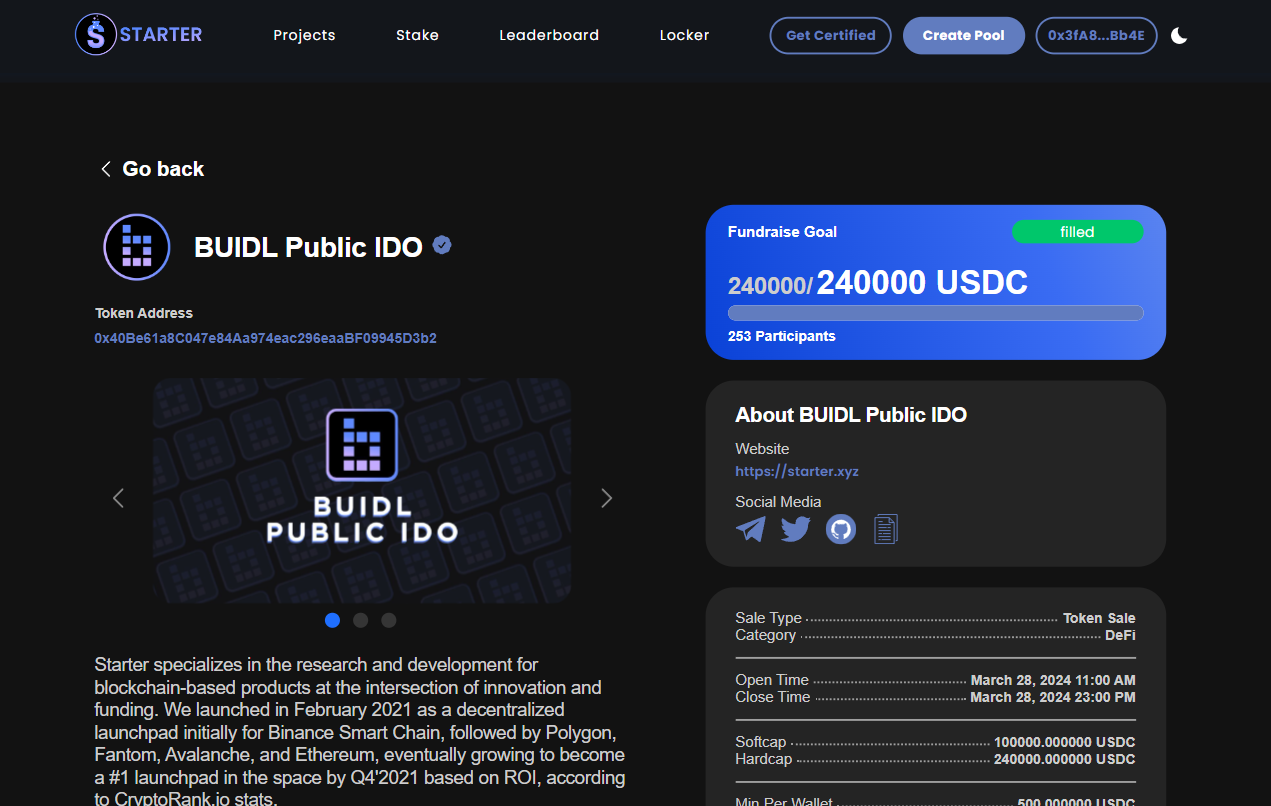 STARTER
Projects
Stake
Leaderboard
Locker
Get Certified
Create Pool
0x3fA8...Bb4E
Go back
BUIDL Public IDO
Token Address
0x40Be61a8C047e84Aa974eac296eaaBF09945D3b2
BUIDL
PUBLIC IDO
Starter specializes in the research and development for
blockchain-based products at the intersection of innovation and
funding. We launched in February 2021 as a decentralized
launchpad initially for Binance Smart Chain, followed by Polygon,
Fantom, Avalanche, and Ethereum, eventually growing to become
a #1 launchpad in the space by Q4'2021 based on ROI, according
to CryptoRank.io stats.
Fundraise Goal
filled
240000/240000 USDC
253 Participants
About BUIDL Public IDO
Website
https://starter.xyz
Social Media
Sale Type Token Sale
Category DeFi
Open Time March 28, 2024 11:00 AM
Close Time March 28, 2024 23:00 PM
Softcap 100000.000000 USDC
Hardcap 240000.000000 USDC
Min Per Wallet 500.000000 USDC